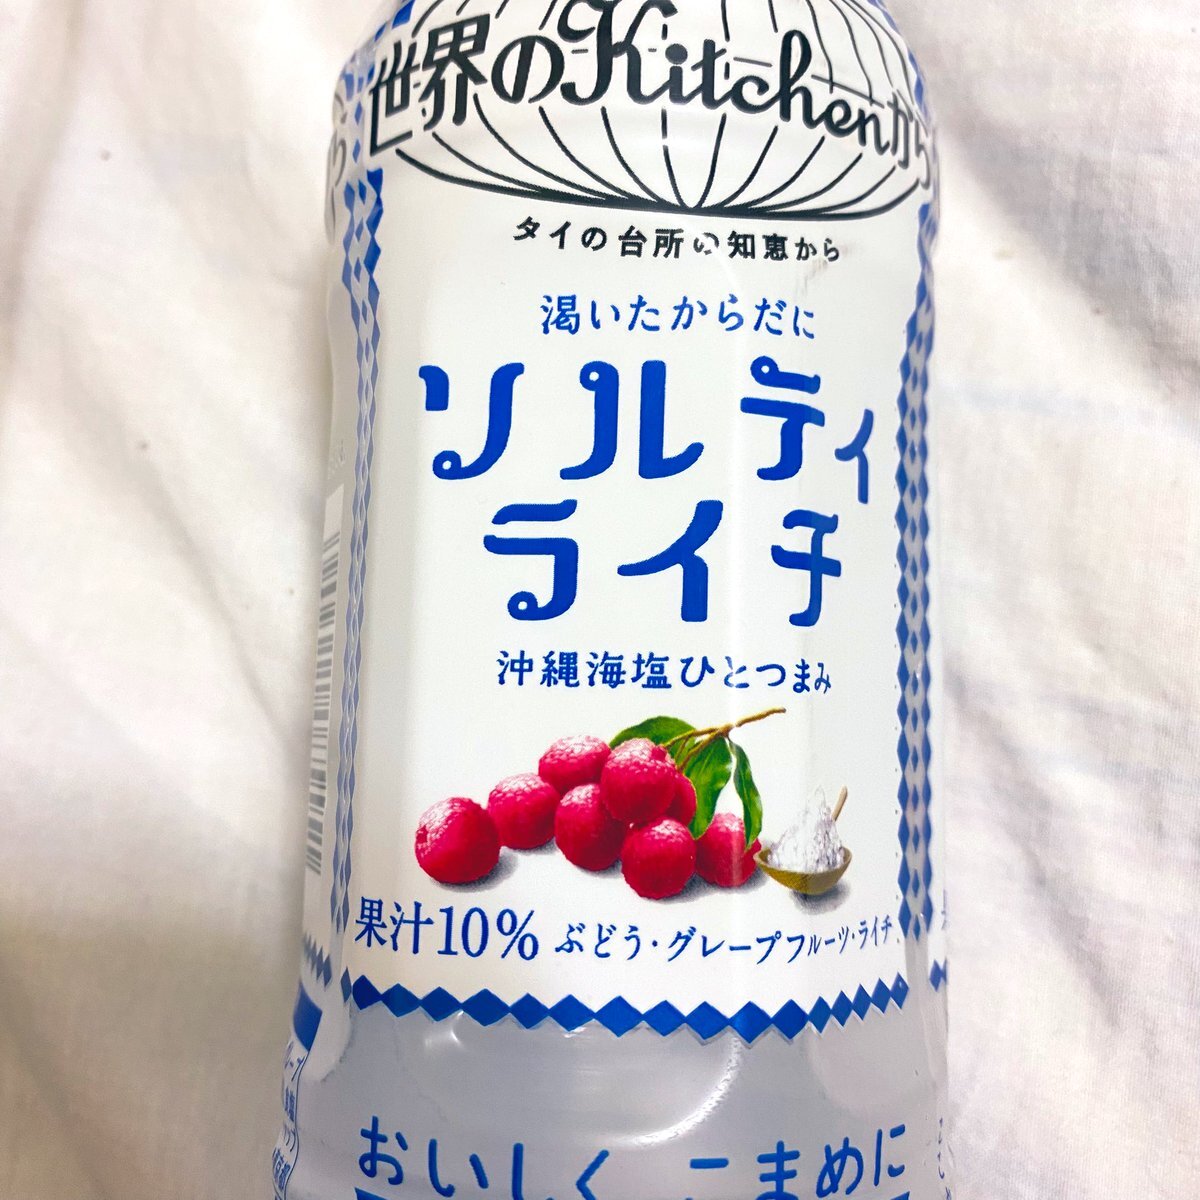 世界のKitchenから
タイの台所の知恵から
渇いたからだに
ソルティ
ライチ
沖縄海塩ひとつまみ
果汁10% ぶどう・グレープフルーツ・ライチ
おいしく、こまめに